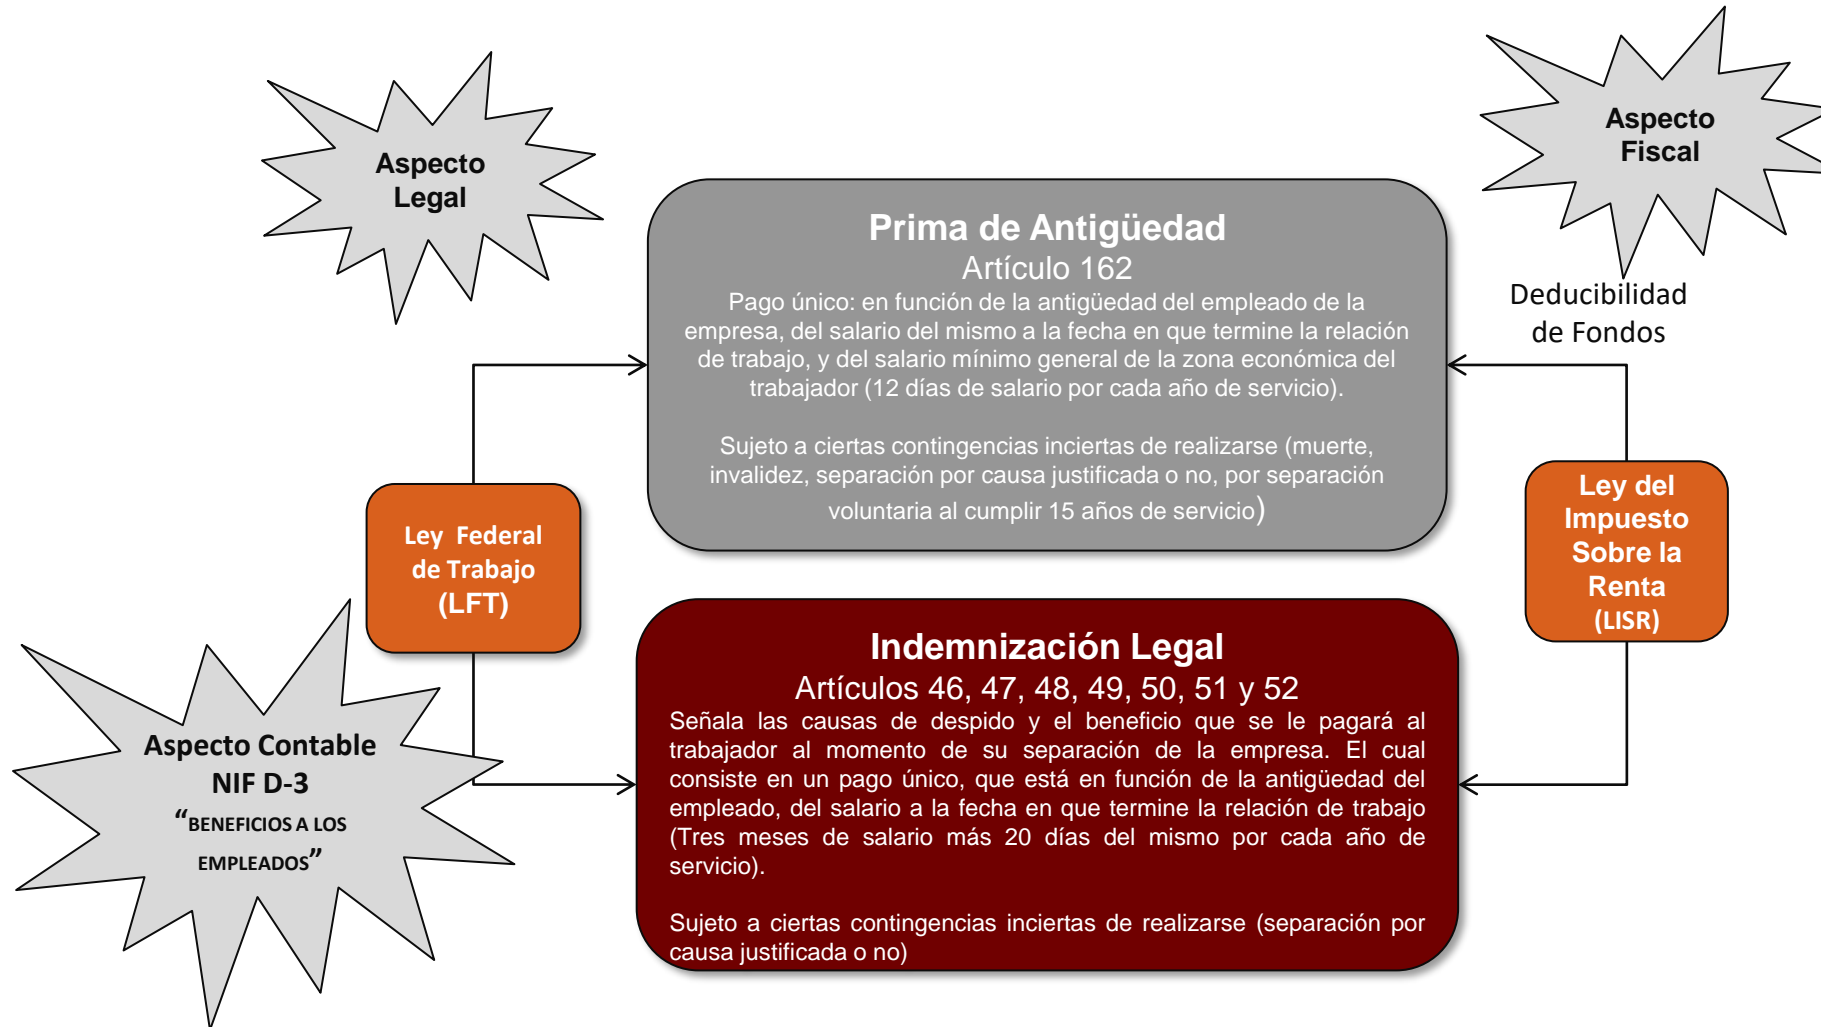 Aspecto
Legal
Aspecto
Fiscal
Prima de Antigüedad
Artículo 162
Pago único: en función de la antigüedad del empleado de la
empresa, del salario del mismo a la fecha en que termine la relación
de trabajo, y del salario mínimo general de la zona económica del
trabajador (12 días de salario por cada año de servicio).
Sujeto a ciertas contingencias inciertas de realizarse (muerte,
invalidez, separación por causa justificada o no, por separación
voluntaria al cumplir 15 años de servicio)
Deducibilidad
de Fondos
Ley Federal
de Trabajo
(LFT)
Ley del
Impuesto
Sobre la
Renta
(LISR)
Aspecto Contable
NIF D-3
“BENEFICIOS A LOS
EMPLEADOS”
Indemnización Legal
Artículos 46, 47, 48, 49, 50, 51 y 52
Señala las causas de despido y el beneficio que se le pagará al
trabajador al momento de su separación de la empresa. El cual
consiste en un pago único, que está en función de la antigüedad del
empleado, del salario a la fecha en que termine la relación de trabajo
(Tres meses de salario más 20 días del mismo por cada año de
servicio).
Sujeto a ciertas contingencias inciertas de realizarse (separación por
causa justificada o no)